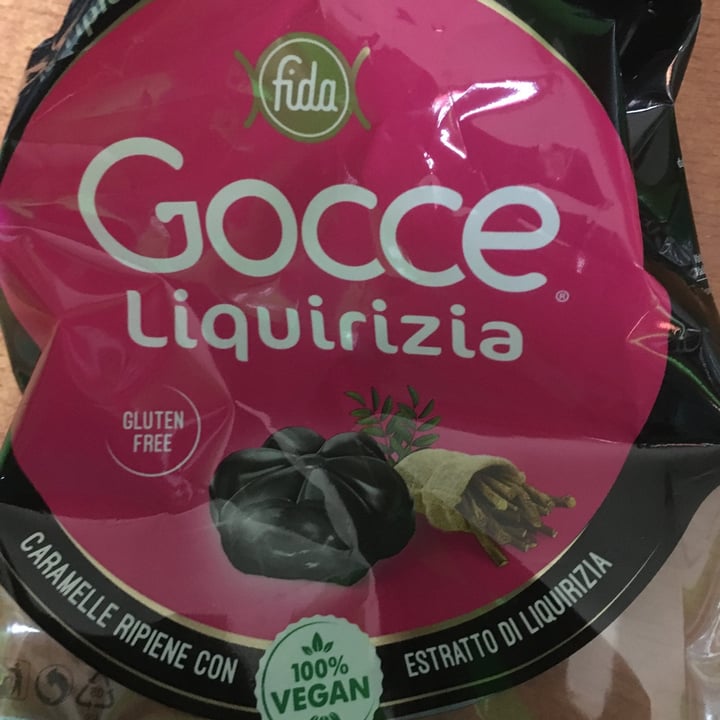 fida
Gocce
Liquirizia
®
GLUTEN
FREE
CARAMELLE RIPIENE CON
ESTRATTO DI LIQUIRIZIA
100%
VEGAN